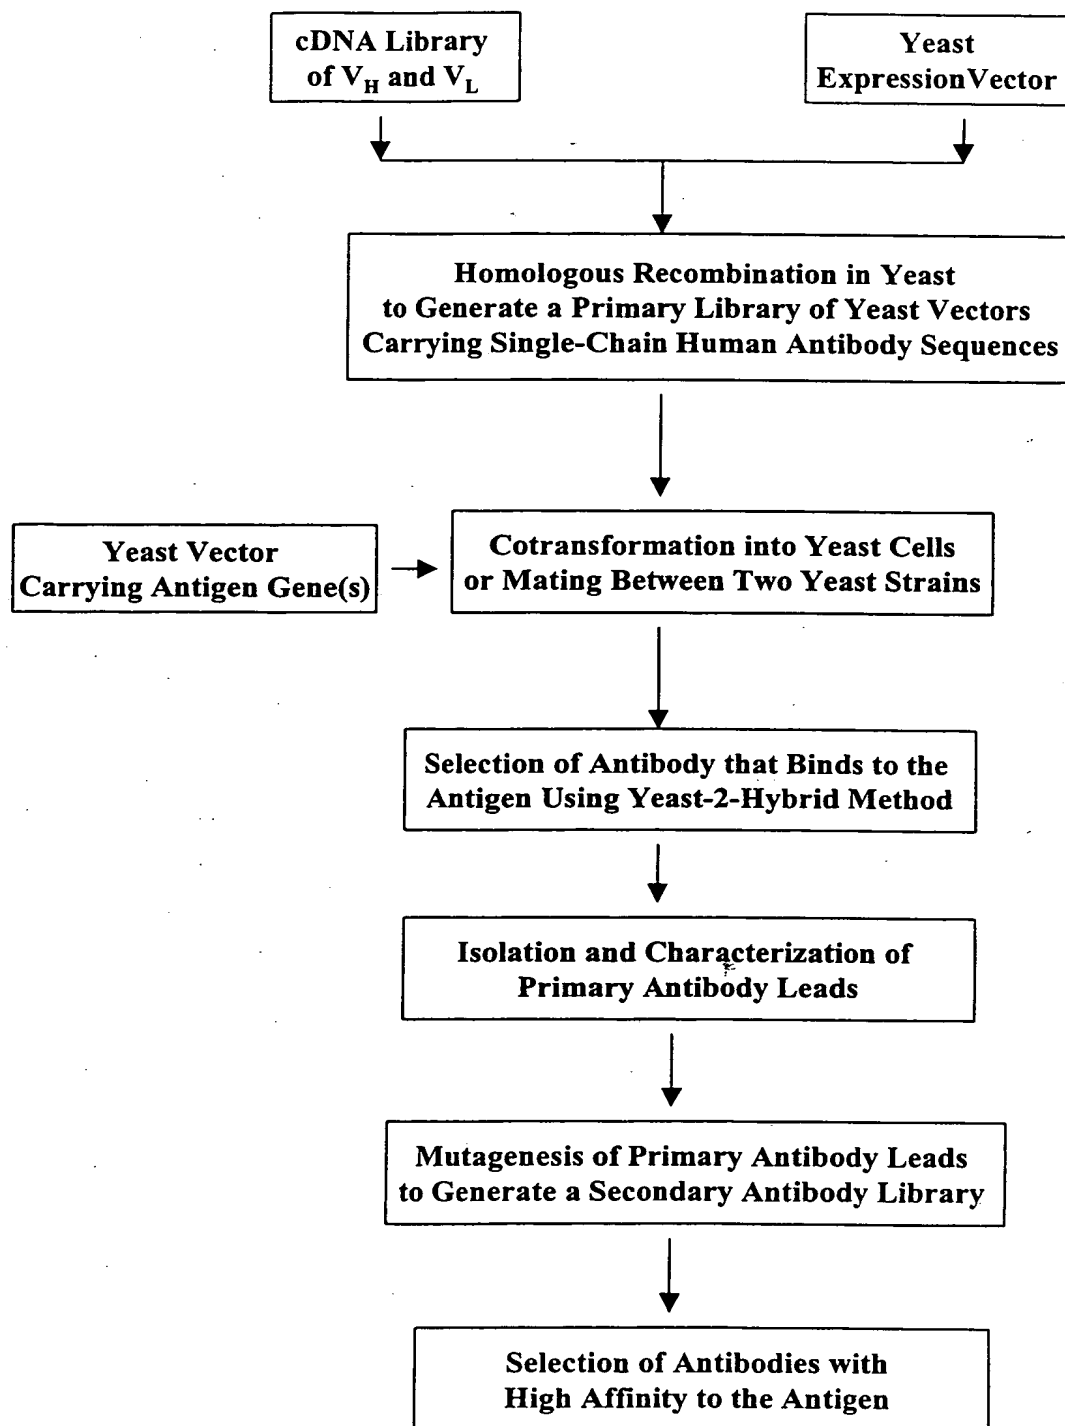 cDNA Library
of VH and VL
Yeast
ExpressionVector
Homologous Recombination in Yeast
to Generate a Primary Library of Yeast Vectors
Carrying Single-Chain Human Antibody Sequences
Yeast Vector
Carrying Antigen Gene(s)
Cotransformation into Yeast Cells
or Mating Between Two Yeast Strains
Selection of Antibody that Binds to the
Antigen Using Yeast-2-Hybrid Method
Isolation and Characterization of
Primary Antibody Leads
Mutagenesis of Primary Antibody Leads
to Generate a Secondary Antibody Library
Selection of Antibodies with
High Affinity to the Antigen